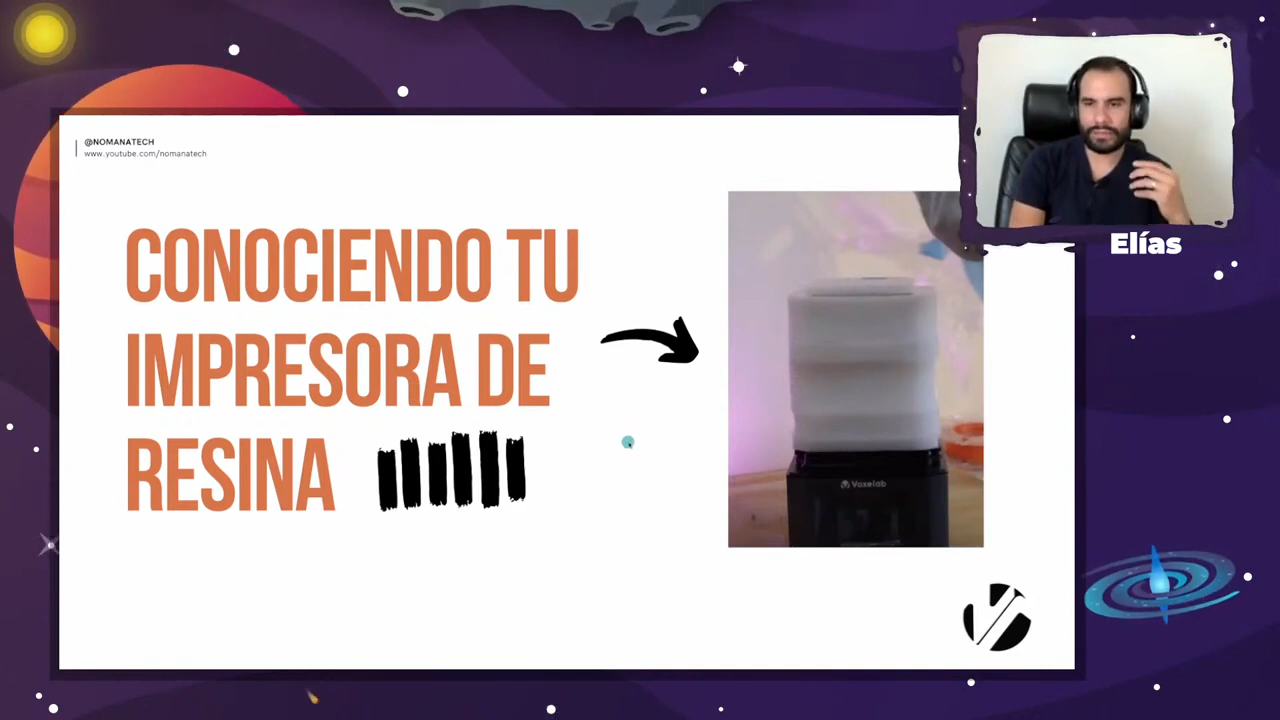 @NOMANATECH
www.youtube.com/nomanatech
CONOCIENDO TU
IMPRESORA DE
RESINA
Voxelab
Elías